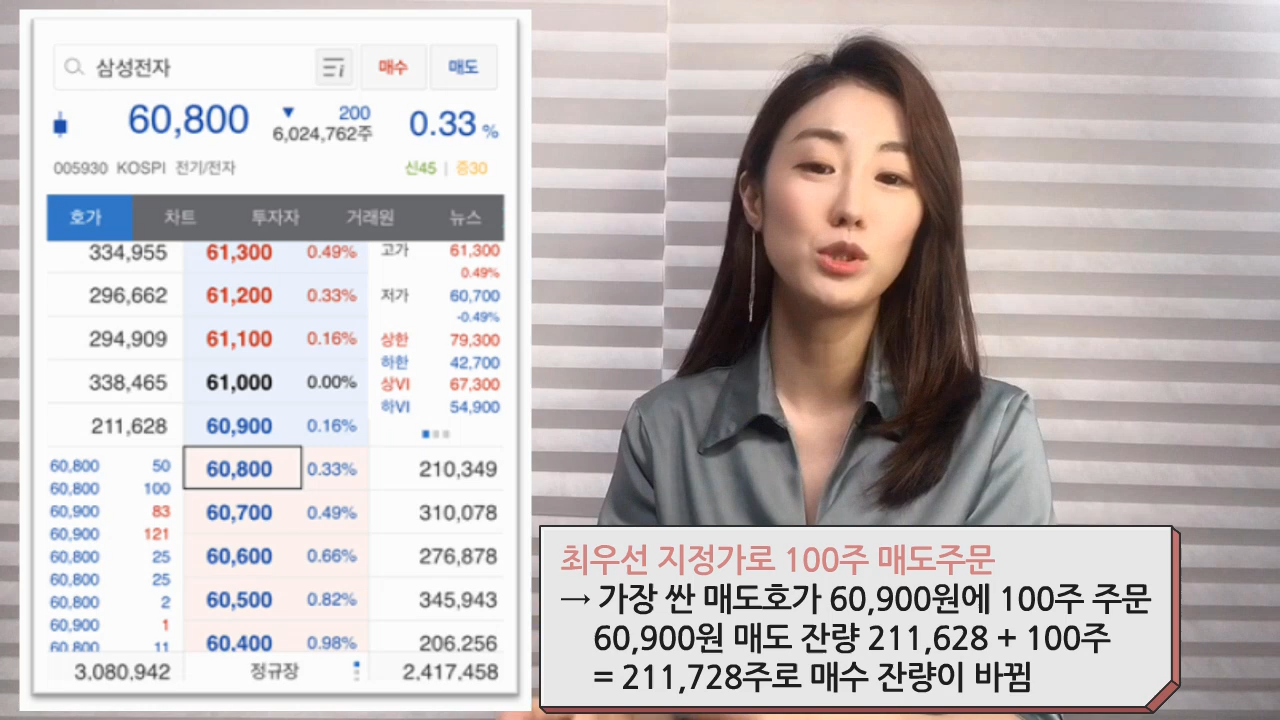 삼성전자
매수
매도
60,800
▼ 200
6,024,762주
0.33 %
005930 KOSPI 전기/전자
신45 | 증30
호가 차트 투자자 거래원 뉴스
334,955 61,300 0.49% 고가 61,300
0.49%
296,662 61,200 0.33% 저가 60,700
-0.49%
294,909 61,100 0.16% 상한 79,300
하한 42,700
338,465 61,000 0.00% 상VI 67,300
하VI 54,900
211,628 60,900 0.16%
60,800 50
60,800 100
60,900 83
60,900 121
60,800 25
60,800 25
60,800 2
60,900 1
60,800 11
60,800 0.33% 210,349
60,700 0.49% 310,078
60,600 0.66% 276,878
60,500 0.82% 345,943
60,400 0.98% 206,256
3,080,942 정규장 2,417,458
최우선 지정가로 100주 매도주문
→ 가장 싼 매도호가 60,900원에 100주 주문
60,900원 매도 잔량 211,628 + 100주
= 211,728주로 매수 잔량이 바뀜